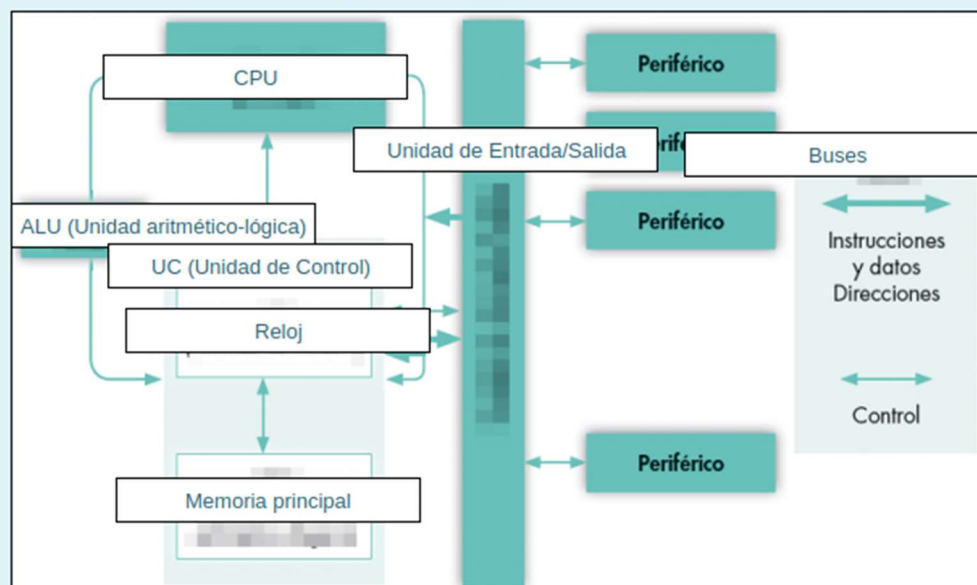 CPU
Periférico
Unidad de Entrada/Salida
Buses
ALU (Unidad aritmético-lógica)
Periférico
UC (Unidad de Control)
Instrucciones
y datos
Direcciones
Reloj
Control
Periférico
Memoria principal